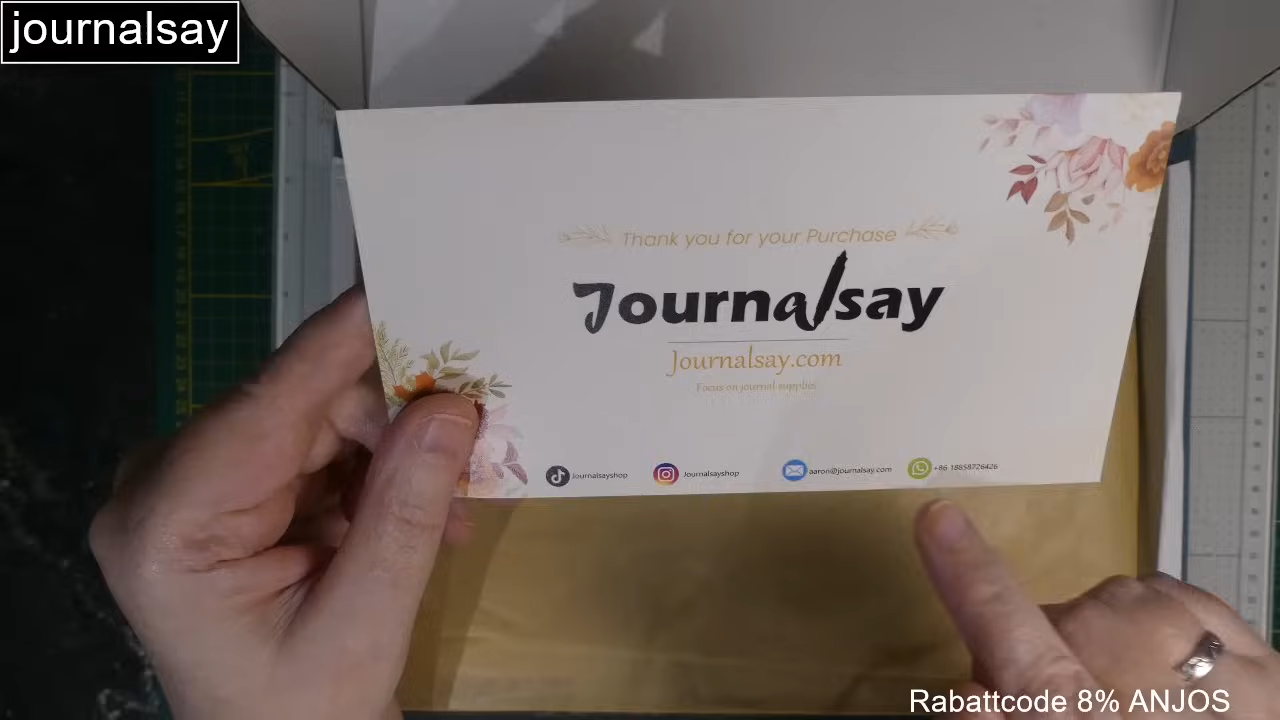 journalsay
Thank you for your Purchase
Journalsay
Journalsay.com
Focus on journal supplies
Journalsayshop
Journalsayshop
aaron@journalsay.com
+86 18658726426
Rabattcode 8% ANJOS